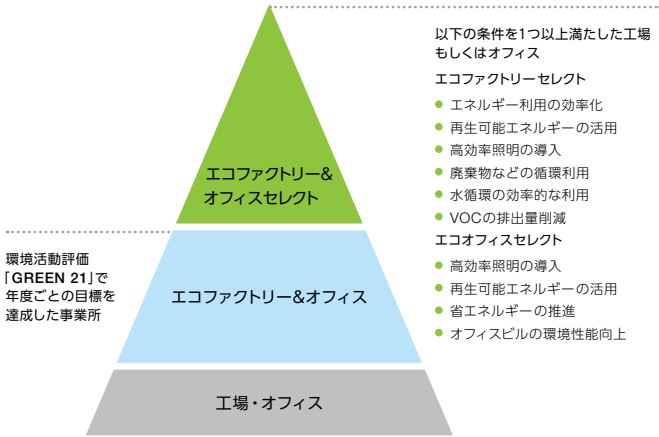 以下の条件を1つ以上満たした工場
もしくはオフィス
エコファクトリーセレクト
● エネルギー利用の効率化
● 再生可能エネルギーの活用
● 高効率照明の導入
● 廃棄物などの循環利用
● 水循環の効率的な利用
● VOCの排出量削減
エコオフィスセレクト
● 高効率照明の導入
● 再生可能エネルギーの活用
● 省エネルギーの推進
● オフィスビルの環境性能向上
エコファクトリー&
オフィスセレクト
環境活動評価
「GREEN 21」で
年度ごとの目標を
達成した事業所
エコファクトリー&オフィス
工場・オフィス